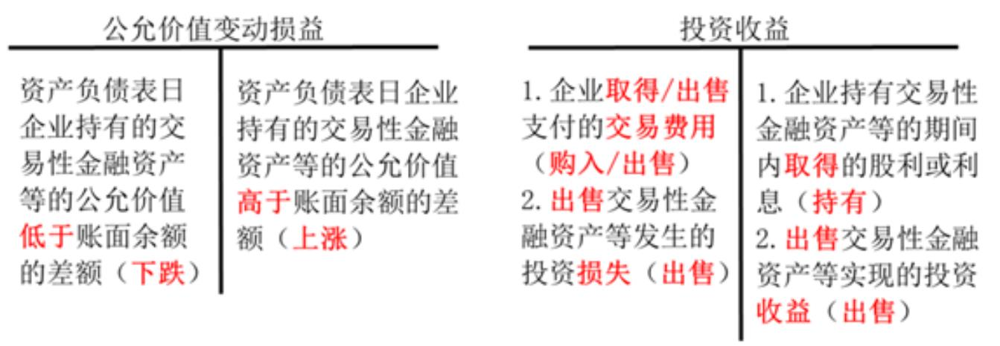 公允价值变动损益
资产负债表日
企业持有的交
易性金融资产
等的公允价值
低于账面余额
的差额（下跌）
资产负债表日企业
持有的交易性金融
资产等的公允价值
高于账面余额的差
额（上涨）
投资收益
1. 企业取得/出售
支付的交易费用
（购入/出售）
2. 出售交易性金
融资产等发生的
投资损失（出售）
1. 企业持有交易性
金融资产等的期间
内取得的股利或利
息（持有）
2. 出售交易性金融
资产等实现的投资
收益（出售）